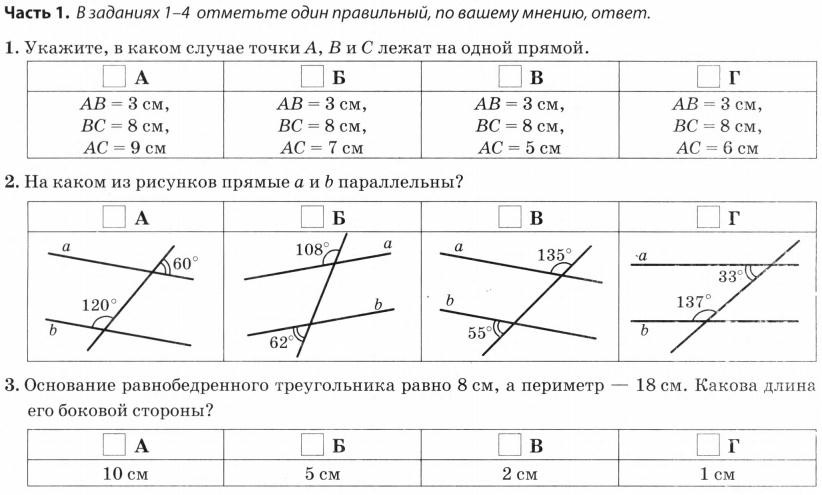 Часть 1. В заданиях 1–4 отметьте один правильный, по вашему мнению, ответ.
1. Укажите, в каком случае точки A, B и C лежат на одной прямой.
А Б В Г
AB = 3 см, AB = 3 см, AB = 3 см, AB = 3 см,
BC = 8 см, BC = 8 см, BC = 8 см, BC = 8 см,
AC = 9 см AC = 7 см AC = 5 см AC = 6 см
2. На каком из рисунков прямые a и b параллельны?
А Б В Г
a 60° 120° b
108° a b 62°
a 135° b 55°
a 33° 137° b
3. Основание равнобедренного треугольника равно 8 см, а периметр — 18 см. Какова длина
его боковой стороны?
А Б В Г
10 см 5 см 2 см 1 см